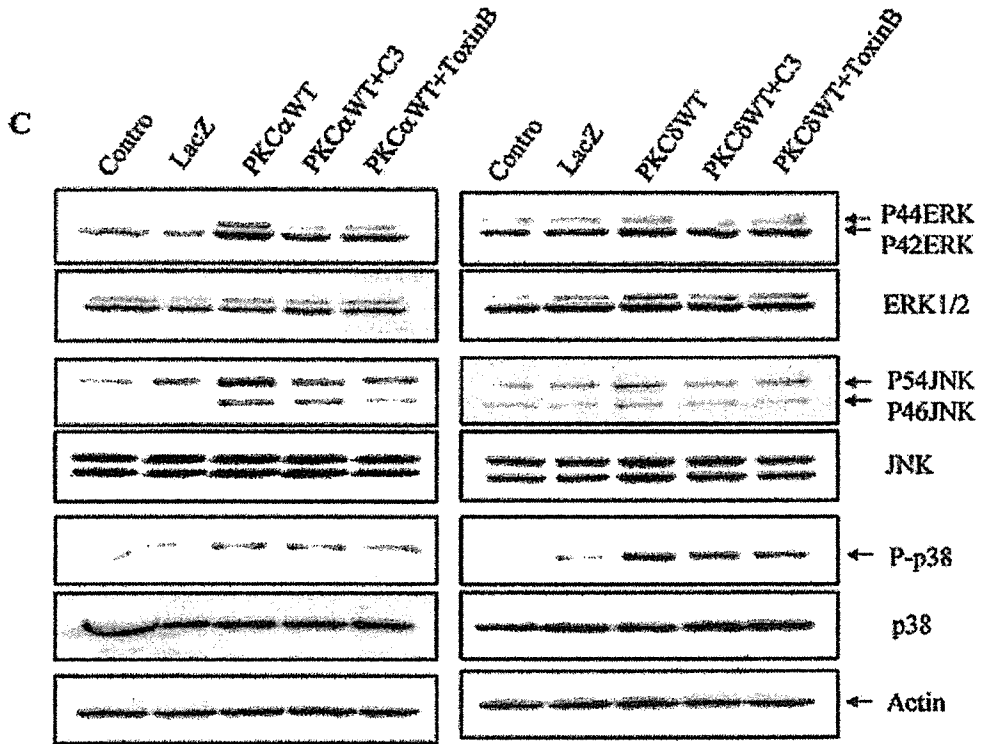 C
Contro
LacZ
PKCαWT
PKCαWT+C3
PKCαWT+ToxinB
Contro
LacZ
PKCδWT
PKCδWT+C3
PKCδWT+ToxinB
P44ERK
P42ERK
ERK1/2
P54JNK
P46JNK
JNK
P-p38
p38
Actin